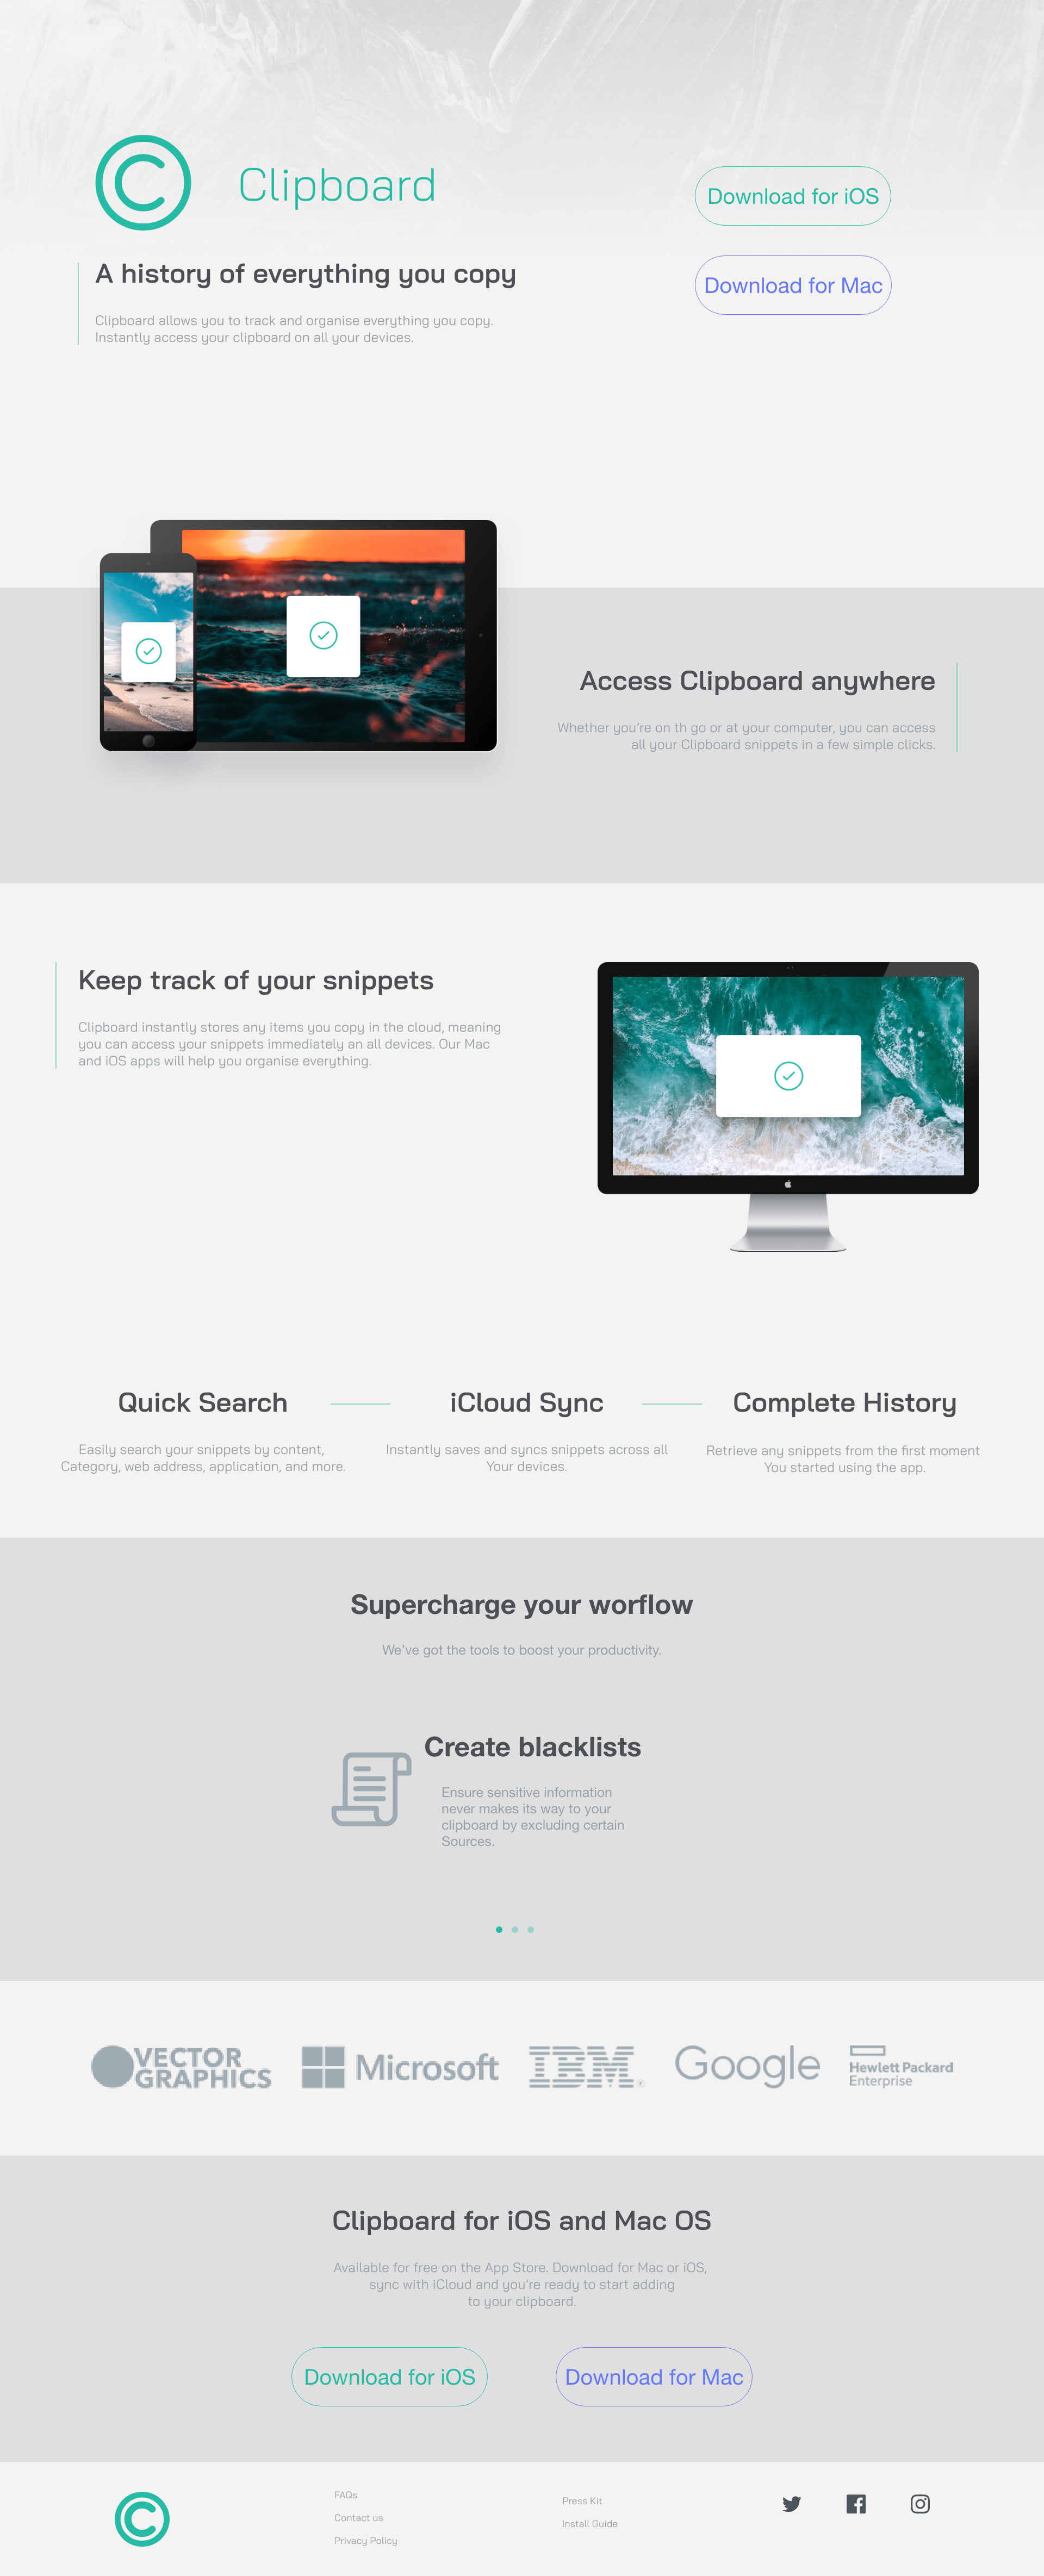 Clipboard
Download for iOS
A history of everything you copy
Download for Mac
Clipboard allows you to track and organise everything you copy.
Instantly access your clipboard on all your devices.
Access Clipboard anywhere
Whether you're on th go or at your computer, you can access
all your Clipboard snippets in a few simple clicks.
Keep track of your snippets
Clipboard instantly stores any items you copy in the cloud, meaning
you can access your snippets immediately an all devices. Our Mac
and iOS apps will help you organise everything.
Quick Search
Easily search your snippets by content,
Category, web address, application, and more.
iCloud Sync
Instantly saves and syncs snippets across all
Your devices.
Complete History
Retrieve any snippets from the first moment
You started using the app.
Supercharge your worflow
We've got the tools to boost your productivity.
Create blacklists
Ensure sensitive information
never makes its way to your
clipboard by excluding certain
Sources.
VECTOR
GRAPHICS
Microsoft
IBM
Google
Hewlett Packard
Enterprise
Clipboard for iOS and Mac OS
Available for free on the App Store. Download for Mac or iOS,
sync with iCloud and you're ready to start adding
to your clipboard.
Download for iOS
Download for Mac
FAQs
Contact us
Privacy Policy
Press Kit
Install Guide